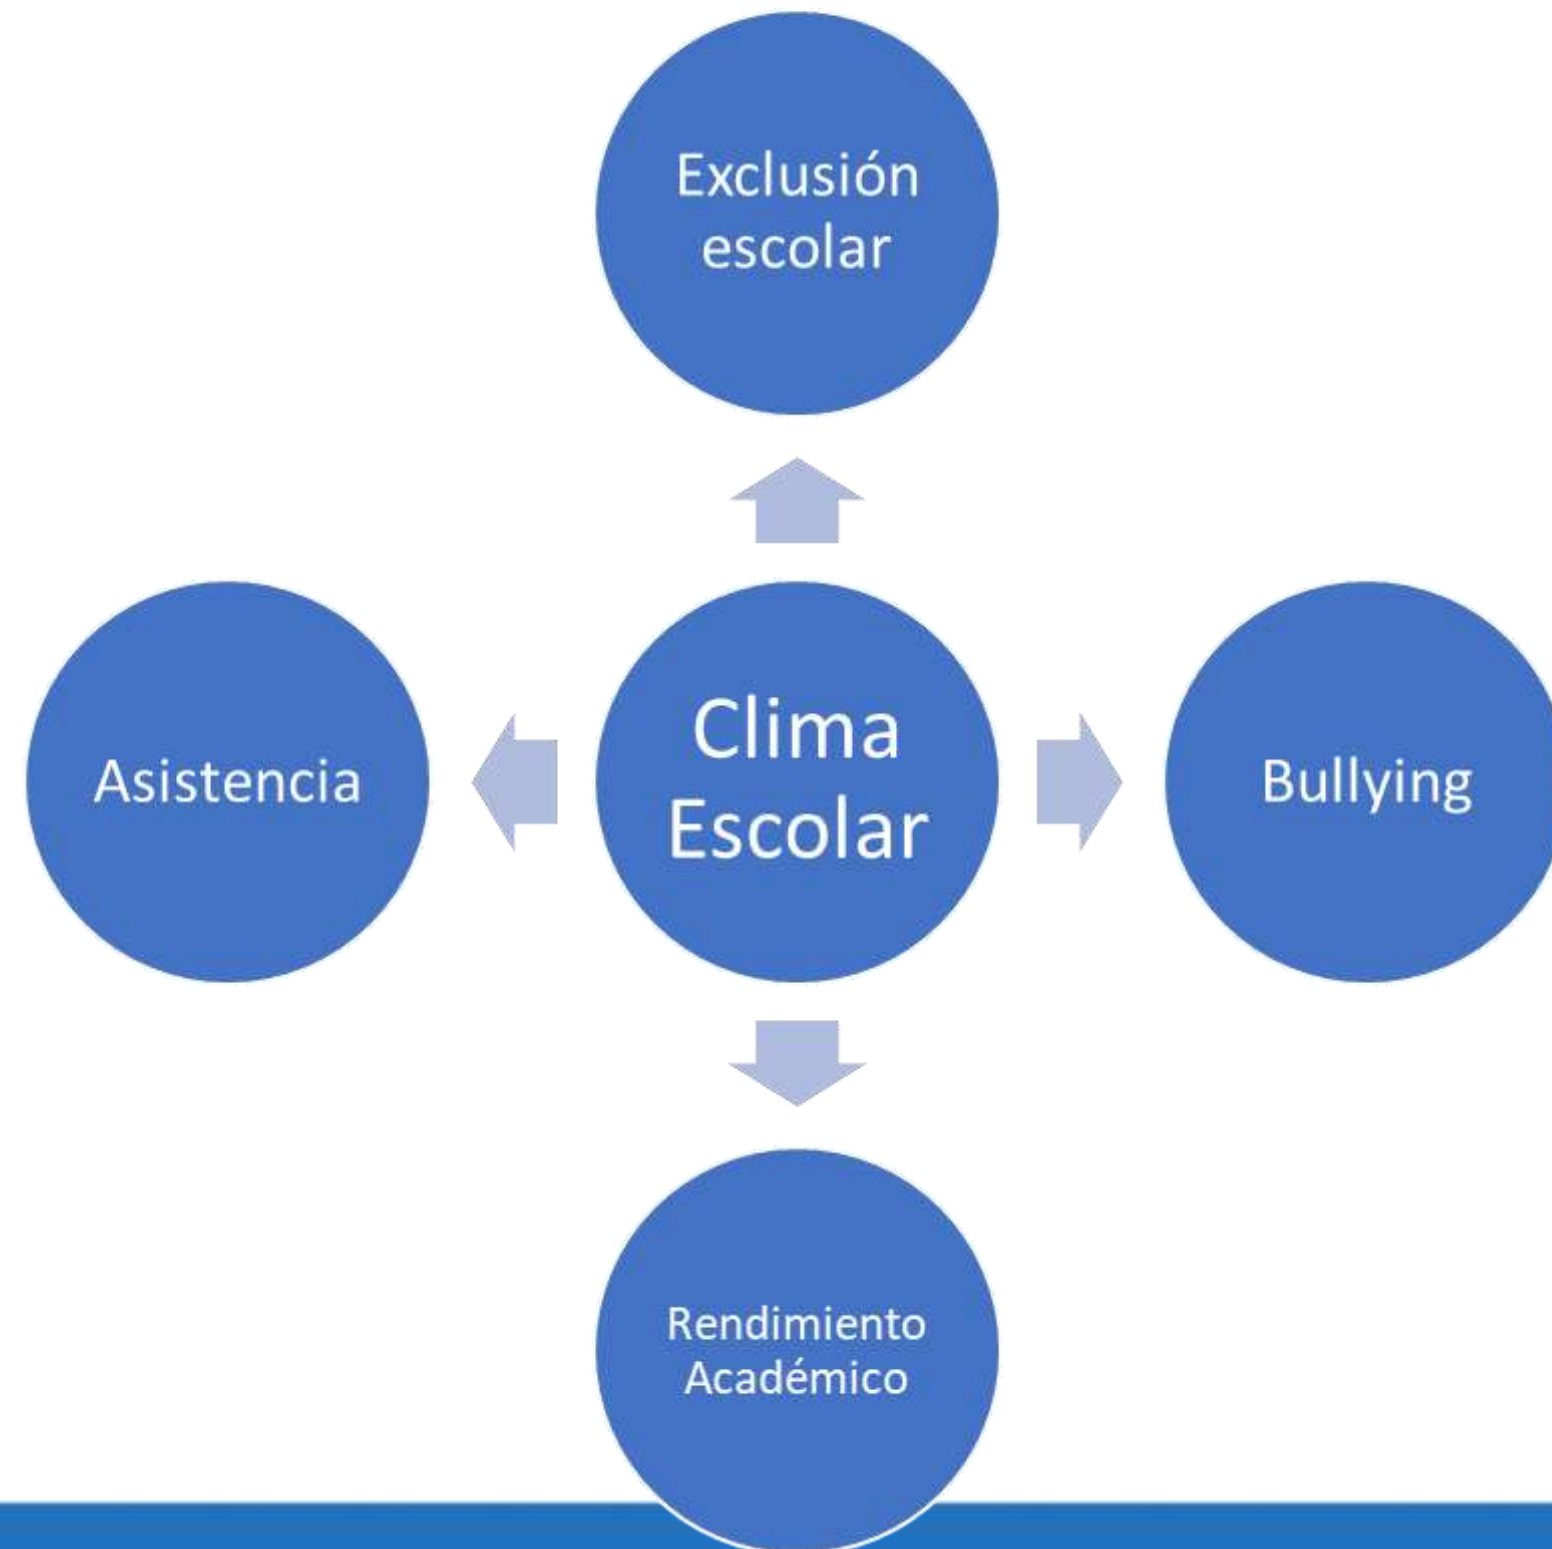 Exclusión
escolar
Asistencia
Clima
Escolar
Bullying
Rendimiento
Académico